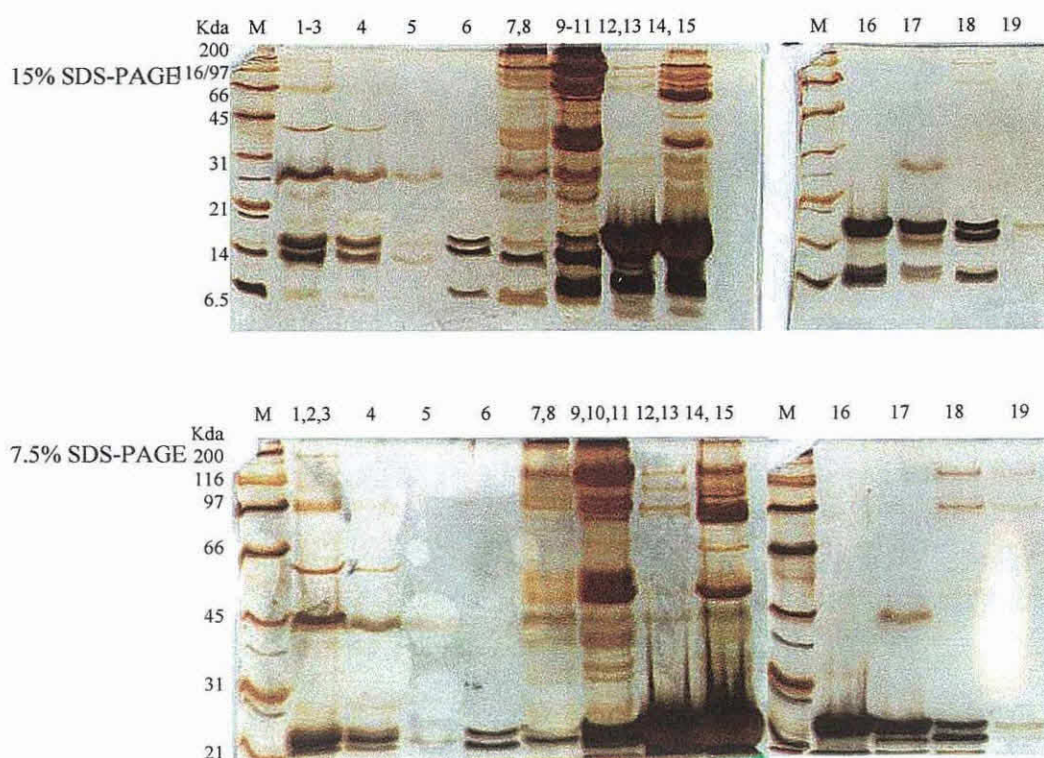 Kda M 1-3 4 5 6 7,8 9-11 12,13 14, 15 M 16 17 18 19
200
15% SDS-PAGE 116/97
66
45
31
21
14
6.5
M 1,2,3 4 5 6 7,8 9,10,11 12,13 14, 15 M 16 17 18 19
Kda
7.5% SDS-PAGE 200
116
97
66
45
31
21